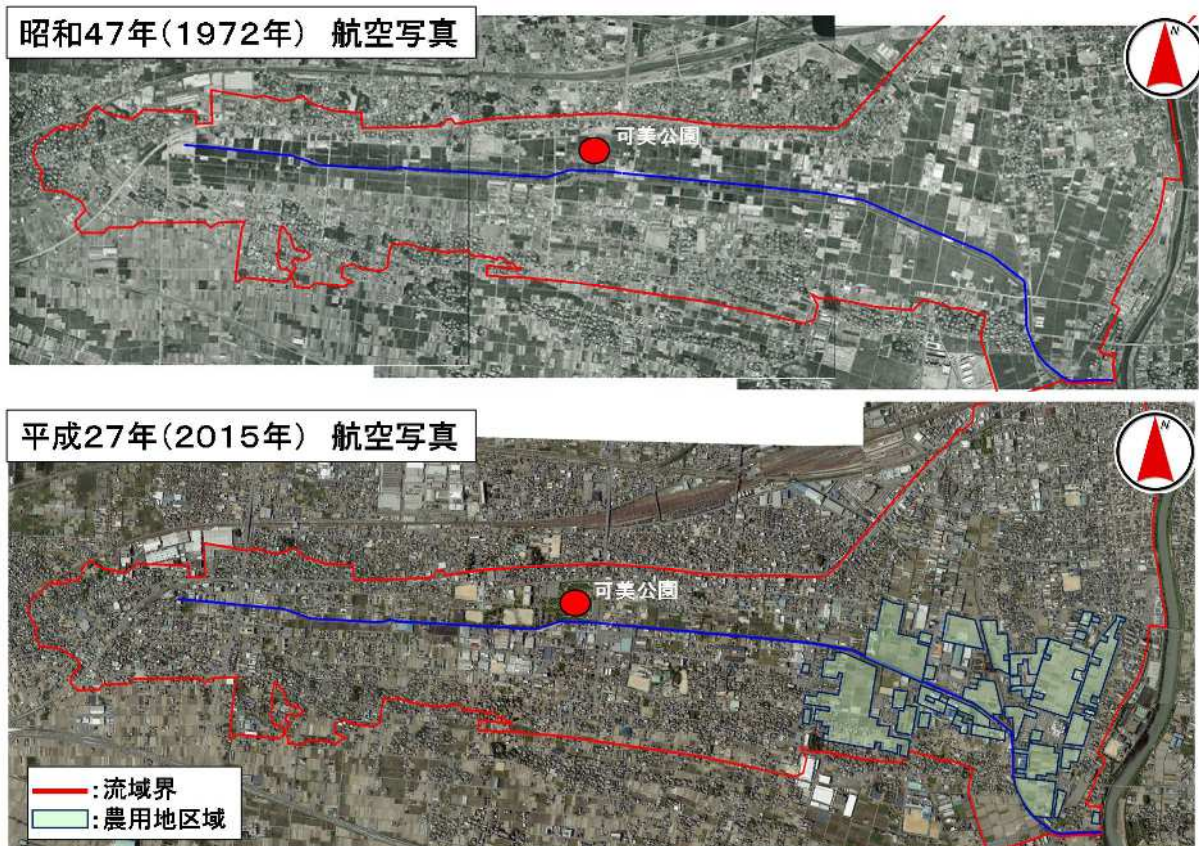 昭和47年(1972年) 航空写真
N
可美公園
平成27年(2015年) 航空写真
N
可美公園
:流域界
:農用地区域